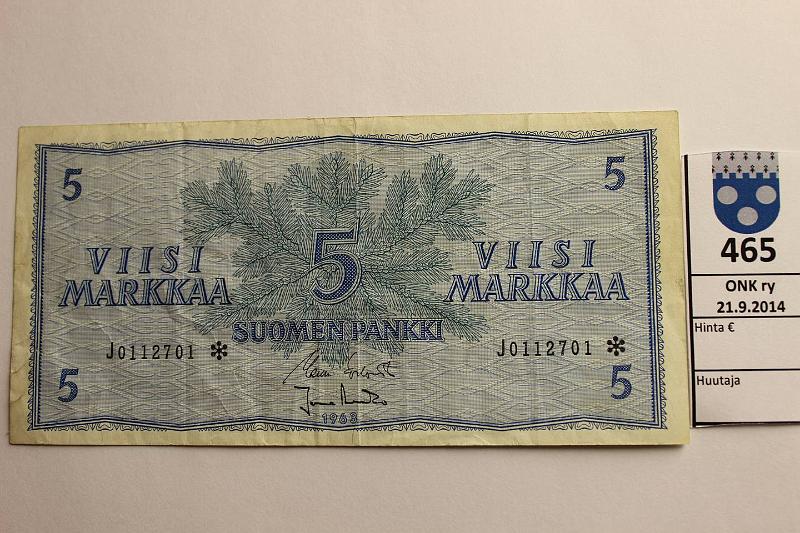 5 5
VIISI 5 VIISI
MARKKAA MARKKAA
SUOMEN PANKKI
J0112701 * J0112701 *
5 5
1963
465
ONK ry
21.9.2014
Hinta €
Huutaja